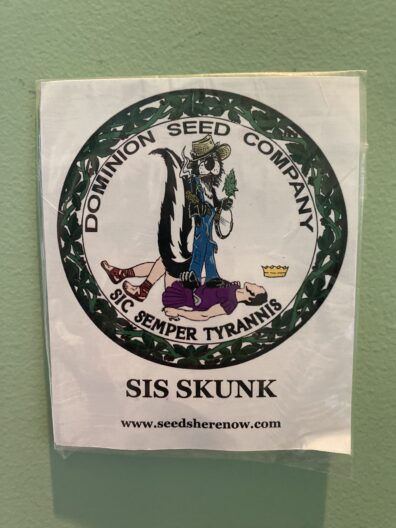 DOMINION SEED COMPANY
SIC SEMPER TYRANNIS
SIS SKUNK
www.seedsherenow.com